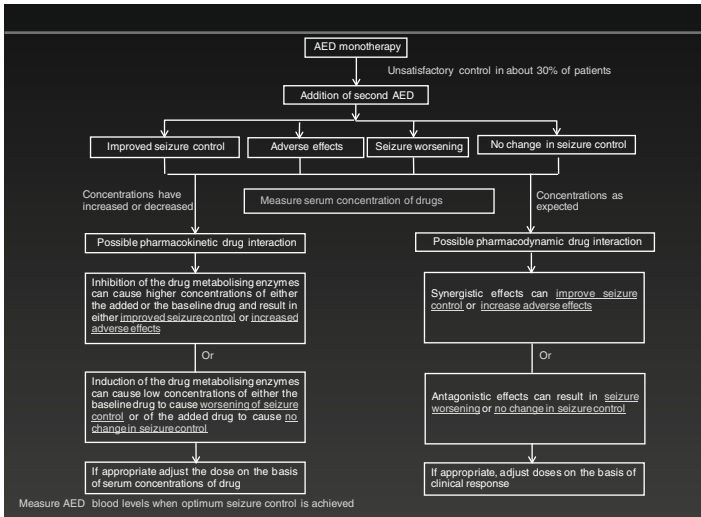 AED monotherapy
Unsatisfactory control in about 30% of patients
Addition of second AED
Improved seizure control
Adverse effects
Seizure worsening
No change in seizure control
Concentrations have
increased or decreased
Measure serum concentration of drugs
Concentrations as
expected
Possible pharmacokinetic drug interaction
Possible pharmacodynamic drug interaction
Inhibition of the drug metabolising enzymes
can cause higher concentrations of either
the added or the baseline drug and result in
either improved seizure control or increased
adverse effects
Synergistic effects can improve seizure
control or increase adverse effects
Or
Or
Induction of the drug metabolising enzymes
can cause low concentrations of either the
baseline drug to cause worsening of seizure
control or of the added drug to cause no
change in seizure control
Antagonistic effects can result in seizure
worsening or no change in seizure control
If appropriate adjust the dose on the basis
of serum concentrations of drug
If appropriate, adjust doses on the basis of
clinical response
Measure AED blood levels when optimum seizure control is achieved